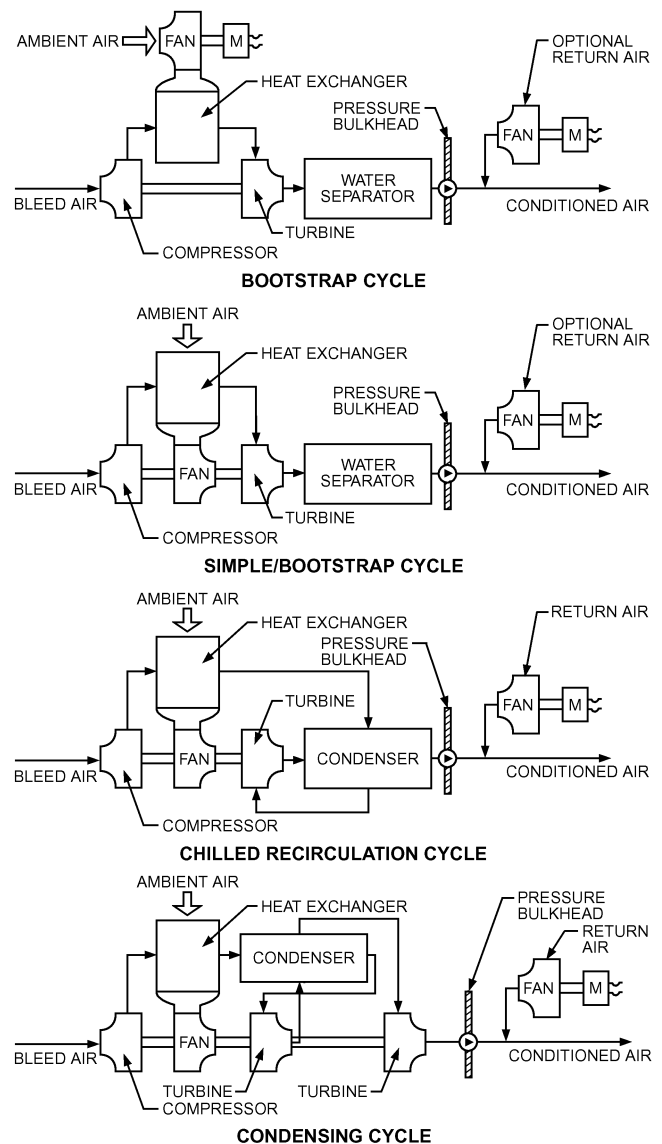 AMBIENT AIR
FAN
M
OPTIONAL
RETURN AIR
HEAT EXCHANGER
PRESSURE
BULKHEAD
FAN
M
WATER
SEPARATOR
BLEED AIR
CONDITIONED AIR
TURBINE
COMPRESSOR
BOOTSTRAP CYCLE
AMBIENT AIR
OPTIONAL
RETURN AIR
HEAT EXCHANGER
PRESSURE
BULKHEAD
FAN
M
FAN
WATER
SEPARATOR
BLEED AIR
CONDITIONED AIR
TURBINE
COMPRESSOR
SIMPLE/BOOTSTRAP CYCLE
AMBIENT AIR
RETURN AIR
HEAT EXCHANGER
PRESSURE
BULKHEAD
TURBINE
FAN
M
FAN
CONDENSER
BLEED AIR
CONDITIONED AIR
COMPRESSOR
CHILLED RECIRCULATION CYCLE
AMBIENT AIR
HEAT EXCHANGER
PRESSURE
BULKHEAD
RETURN
AIR
CONDENSER
FAN
M
FAN
BLEED AIR
CONDITIONED AIR
TURBINE
TURBINE
COMPRESSOR
CONDENSING CYCLE